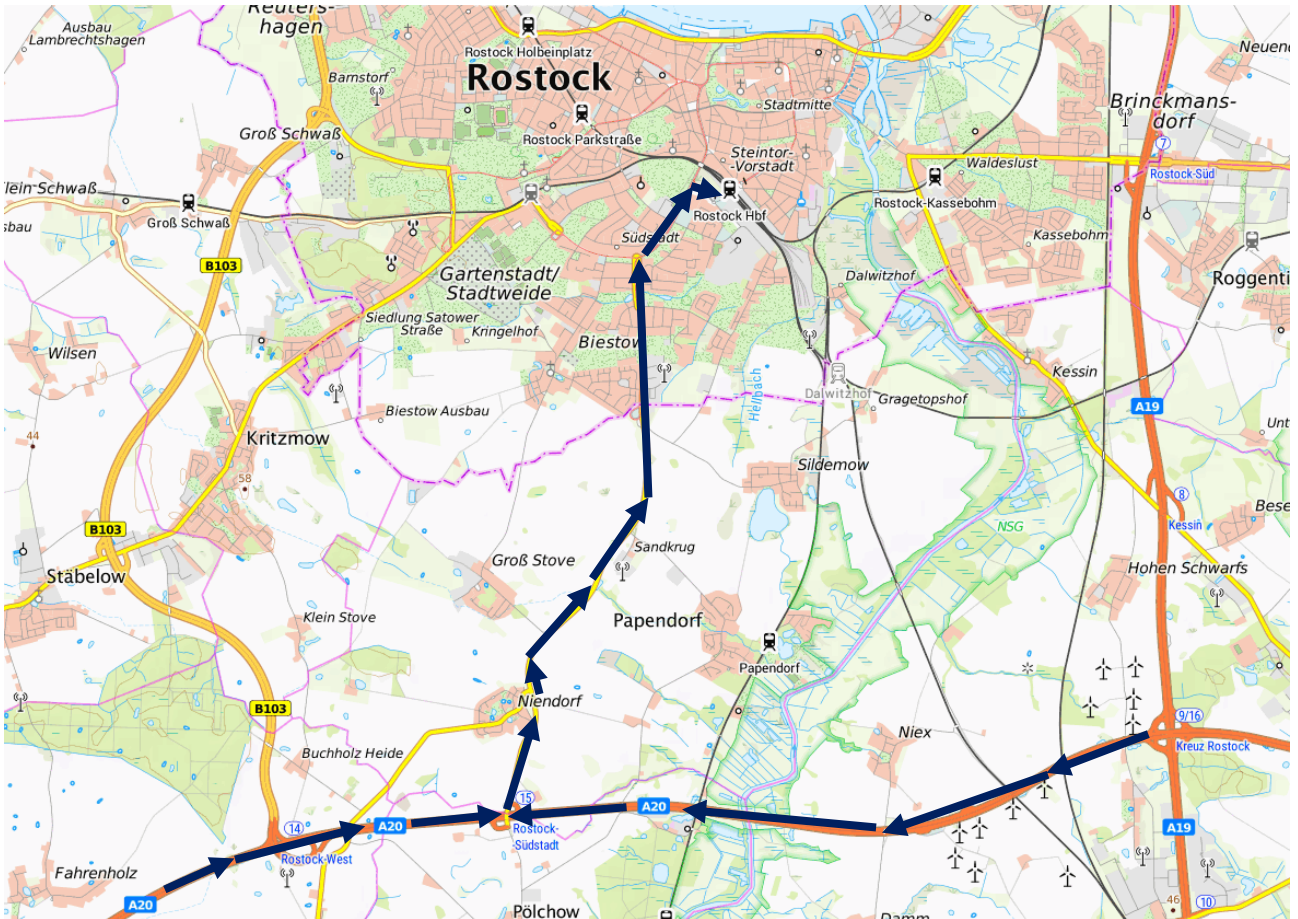 Reuters-
hagen
Ausbau
Lambrechtshagen
Rostock Holbeinplatz
Neuend
Barnstorf
Rostock
Stadtmitte
Brinckmans-
dorf
Groß Schwaß
Rostock Parkstraße
7
Steintor-
-Vorstadt
Waldeslust
Rostock-Süd
Klein Schwaß
Rostock-Kassebohm
Groß Schwaß
Rostock Hbf
sbau
Südstadt
Kassebohm
B103
Gartenstadt/
Stadtweide
Dalwitzhof
Roggenti
Siedlung Satower
Straße
Kringelhof
Biestow
Wilsen
Kessin
Hellbach
Dalwitzhof
Gragetopshof
Biestow Ausbau
A19
44
Kritzmow
Unt
Sildemow
58
8
B103
Kessin
Bese
NSG
Sandkrug
Groß Stove
Stäbelow
Hohen Schwarfs
Klein Stove
Papendorf
Papendorf
Niendorf
B103
9/16
Niex
Kreuz Rostock
Buchholz Heide
15
A20
14
A20
Rostock-
Südstadt
A19
Rostock-West
Fahrenholz
A20
46
10
Pölchow
Damm